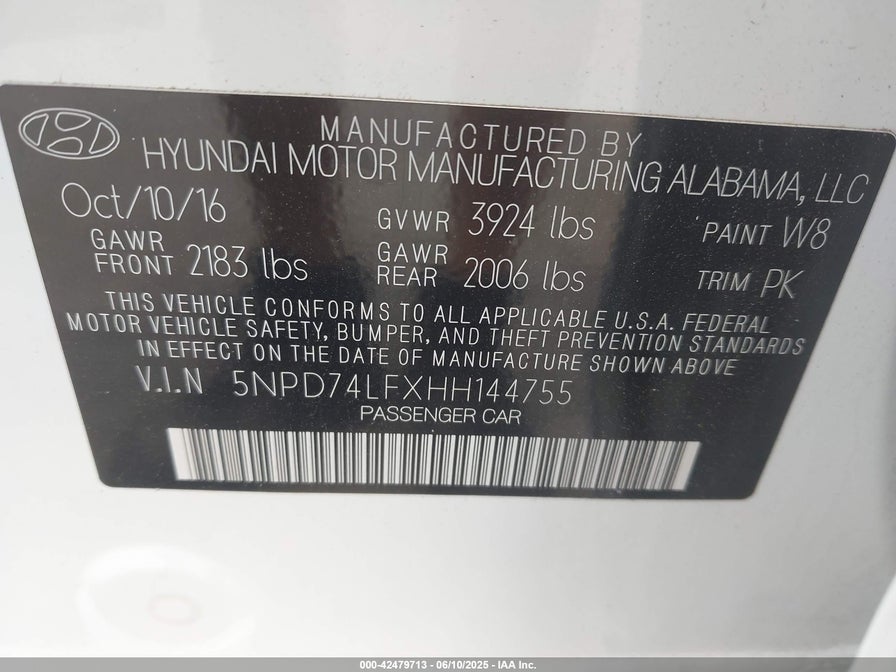 MANUFACTURED BY
HYUNDAI MOTOR MANUFACTURING ALABAMA, LLC
Oct/10/16 GVWR 3924 lbs PAINT W8
GAWR FRONT 2183 lbs GAWR REAR 2006 lbs TRIM PK
THIS VEHICLE CONFORMS TO ALL APPLICABLE U.S.A. FEDERAL
MOTOR VEHICLE SAFETY, BUMPER, AND THEFT PREVENTION STANDARDS
IN EFFECT ON THE DATE OF MANUFACTURE SHOWN ABOVE
V.I.N 5NPD74LFXHH144755
PASSENGER CAR
000-42479713 - 06/10/2025 - IAA Inc.